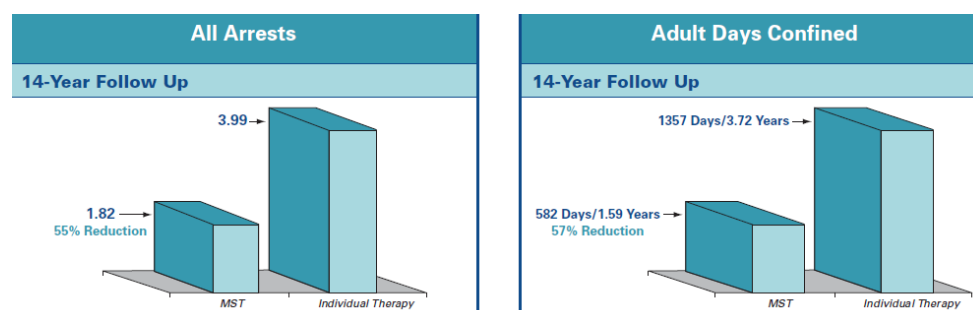 All Arrests
14-Year Follow Up
3.99
1.82
55% Reduction
MST
Individual Therapy
Adult Days Confined
14-Year Follow Up
1357 Days/3.72 Years
582 Days/1.59 Years
57% Reduction
MST
Individual Therapy